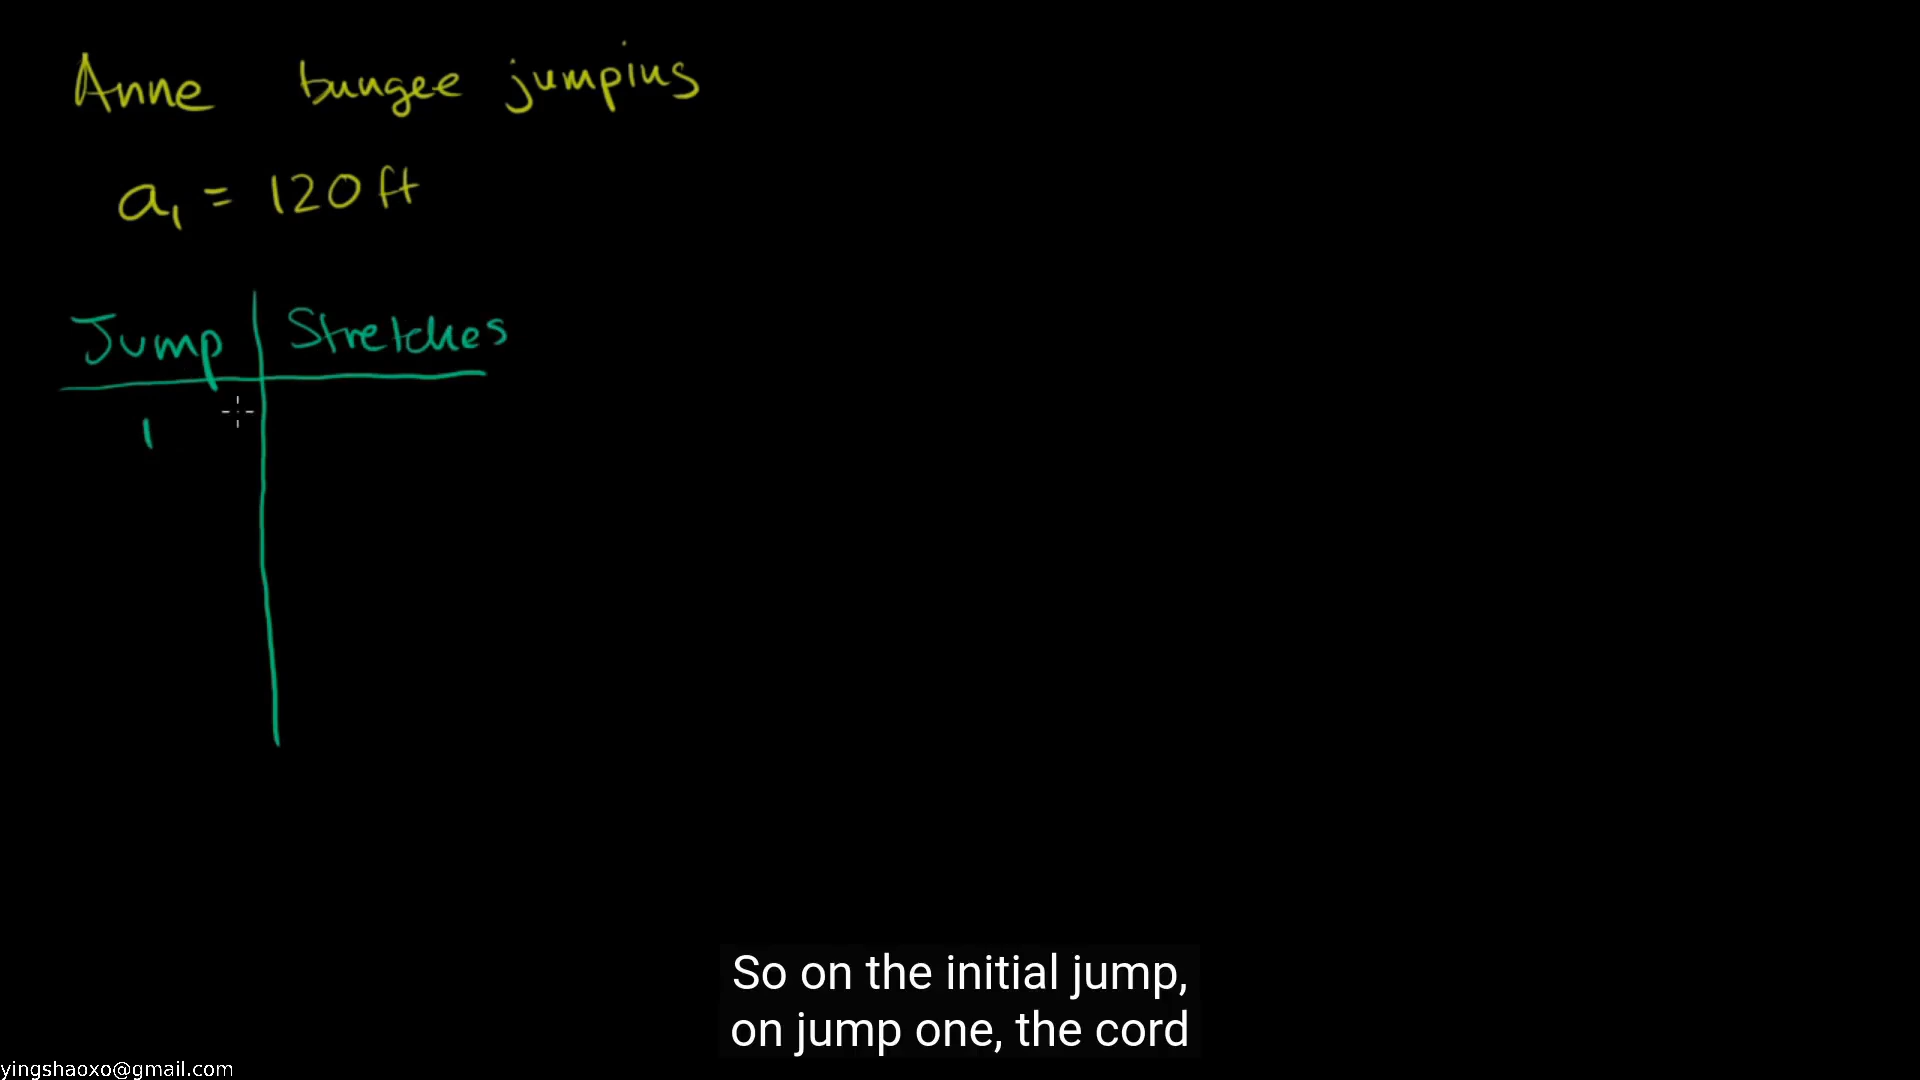 Anne bungee jumping
a₁ = 120 ft
Jump | Stretches
1
So on the initial jump,
on jump one, the cord
yingshaoxo@gmail.com